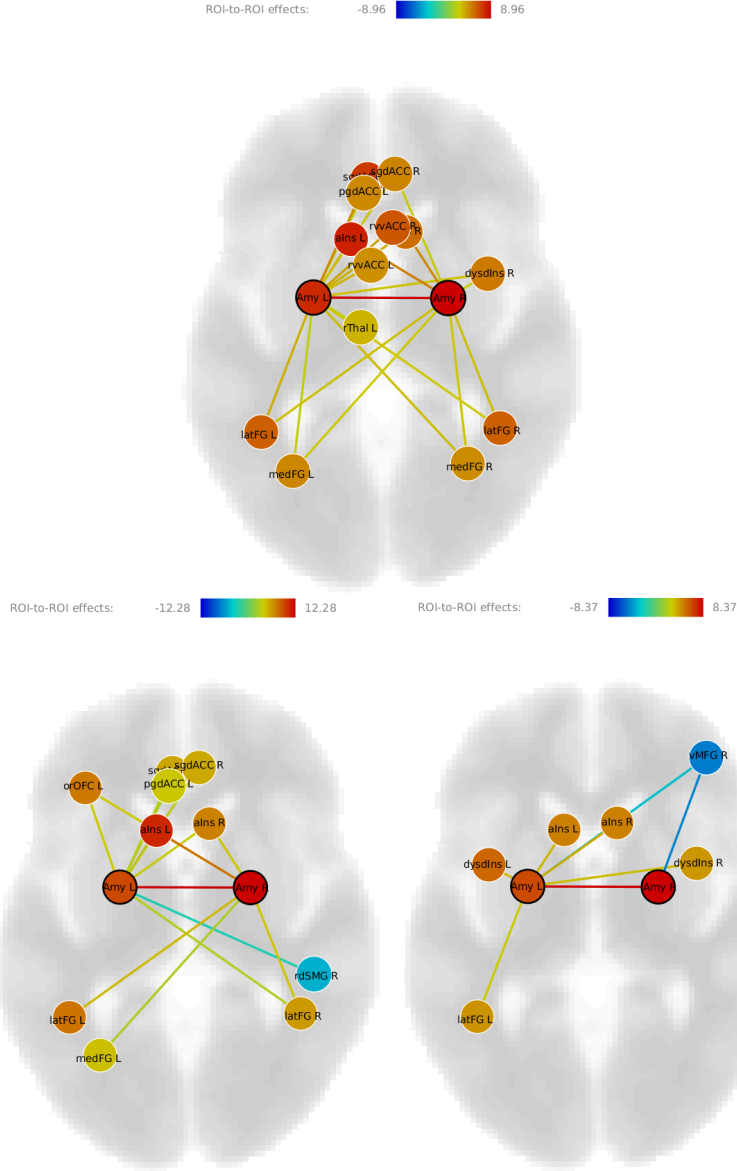 ROI-to-ROI effects: -8.96 8.96
sgdACC R
pgdACC L
rvvACC R
R
aIns L
rvvACC L
dysdIns R
Amy L
Amy R
rThal L
latFG L
latFG R
medFG L
medFG R
ROI-to-ROI effects: -12.28 12.28
ROI-to-ROI effects: -8.37 8.37
sgdACC R
pgdACC L
orOFC L
aIns L
aIns R
Amy L
Amy R
rdSMG R
latFG L
latFG R
medFG L
vMFG R
aIns L
aIns R
dysdIns L
dysdIns R
Amy L
Amy R
latFG L